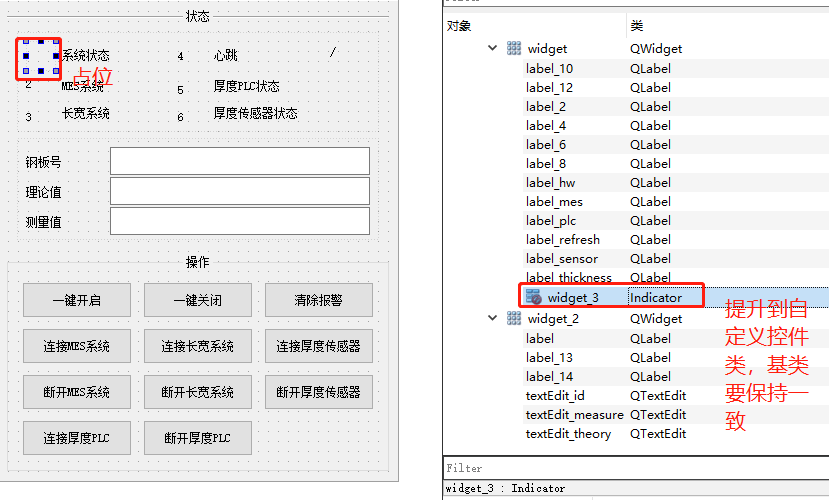 状态
系统状态
4
心跳
/
占位
2
MES系统
5
厚度PLC状态
3
长宽系统
6
厚度传感器状态
钢板号
理论值
测量值
操作
一键开启
一键关闭
清除报警
连接MES系统
连接长宽系统
连接厚度传感器
断开MES系统
断开长宽系统
断开厚度传感器
连接厚度PLC
断开厚度PLC
对象
类
widget
QWidget
label_10
QLabel
label_12
QLabel
label_2
QLabel
label_4
QLabel
label_6
QLabel
label_8
QLabel
label_hw
QLabel
label_mes
QLabel
label_plc
QLabel
label_refresh
QLabel
label_sensor
QLabel
label_thickness
QLabel
widget_3
Indicator
widget_2
QWidget
label
QLabel
label_13
QLabel
label_14
QLabel
textEdit_id
QTextEdit
textEdit_measure
QTextEdit
textEdit_theory
QTextEdit
提升到自
定义控件
类，基类
要保持一
致
Filter
widget_3 : Indicator